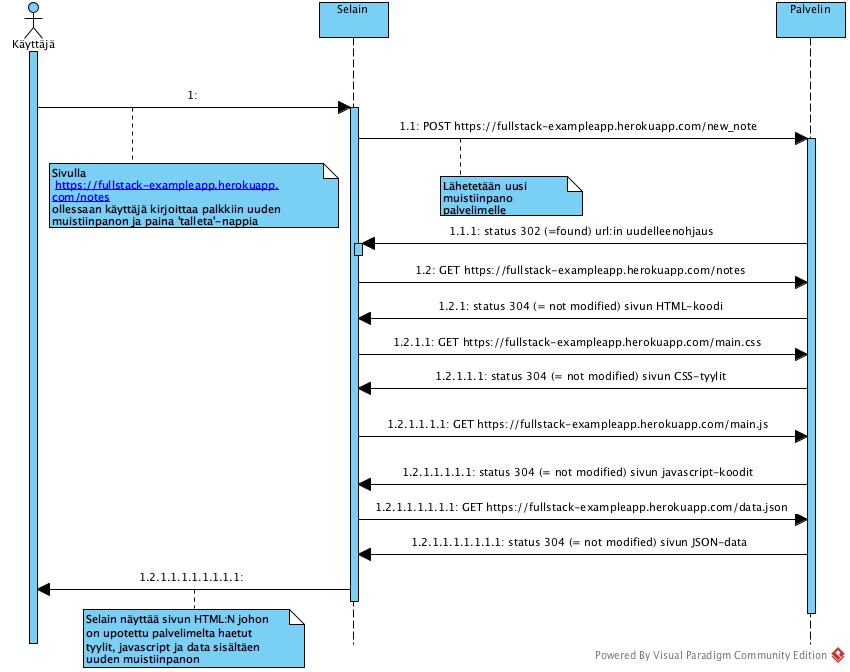 Selain
Palvelin
Käyttäjä
1:
1.1: POST https://fullstack-exampleapp.herokuapp.com/new_note
Sivulla
https://fullstack-exampleapp.herokuapp.
com/notes
ollessaan käyttäjä kirjoittaa palkkiin uuden
muistiinpanon ja paina 'talleta'-nappia
Lähetetään uusi
muistiinpano
palvelimelle
1.1.1: status 302 (=found) url:in uudelleenohjaus
1.2: GET https://fullstack-exampleapp.herokuapp.com/notes
1.2.1: status 304 (= not modified) sivun HTML-koodi
1.2.1.1: GET https://fullstack-exampleapp.herokuapp.com/main.css
1.2.1.1.1: status 304 (= not modified) sivun CSS-tyylit
1.2.1.1.1.1: GET https://fullstack-exampleapp.herokuapp.com/main.js
1.2.1.1.1.1.1: status 304 (= not modified) sivun javascript-koodit
1.2.1.1.1.1.1.1: GET https://fullstack-exampleapp.herokuapp.com/data.json
1.2.1.1.1.1.1.1.1: status 304 (= not modified) sivun JSON-data
1.2.1.1.1.1.1.1.1.1:
Selain näyttää sivun HTML:N johon
on upotettu palvelimelta haetut
tyylit, javascript ja data sisältäen
uuden muistiinpanon
Powered By Visual Paradigm Community Edition